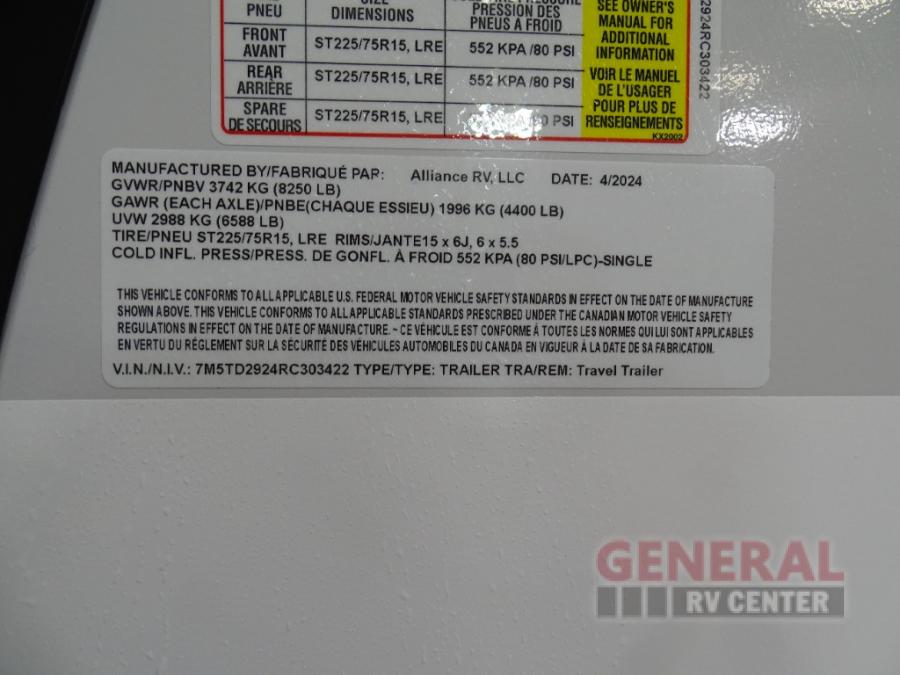 PNEU
DIMENSIONS
PRESSION DES
PNEUS A FROID
SEE OWNER'S
MANUAL FOR
ADDITIONAL
INFORMATION
FRONT
AVANT
ST225/75R15, LRE
552 KPA/80 PSI
REAR
ARRIÈRE
ST225/75R15, LRE
552 KPA/80 PSI
VOIR LE MANUEL
DE L'USAGER
POUR PLUS DE
RENSEIGNEMENTS
SPARE
DE SECOURS
ST225/75R15, LRE
PSI
KX2002
2924RC303422
MANUFACTURED BY/FABRIQUÉ PAR: Alliance RV, LLC DATE: 4/2024
GVWR/PNBV 3742 KG (8250 LB)
GAWR (EACH AXLE)/PNBE(CHAQUE ESSIEU) 1996 KG (4400 LB)
UVW 2988 KG (6588 LB)
TIRE/PNEU ST225/75R15, LRE RIMS/JANTE15 x 6J, 6 x 5.5
COLD INFL. PRESS/PRESS. DE GONFL. À FROID 552 KPA (80 PSI/LPC)-SINGLE
THIS VEHICLE CONFORMS TO ALL APPLICABLE U.S. FEDERAL MOTOR VEHICLE SAFETY STANDARDS IN EFFECT ON THE DATE OF MANUFACTURE
SHOWN ABOVE. THIS VEHICLE CONFORMS TO ALL APPLICABLE STANDARDS PRESCRIBED UNDER THE CANADIAN MOTOR VEHICLE SAFETY
REGULATIONS IN EFFECT ON THE DATE OF MANUFACTURE. ~ CE VÉHICULE EST CONFORME À TOUTES LES NORMES QUI LUI SONT APPLICABLES
EN VERTU DU RÉGLEMENT SUR LA SÉCURITÉ DES VÉHICULES AUTOMOBILES DU CANADA EN VIGUEUR À LA DATE DE SA FABRICATION.
V.I.N./N.I.V.: 7M5TD2924RC303422 TYPE/TYPE: TRAILER TRA/REM: Travel Trailer
GENERAL
RV CENTER